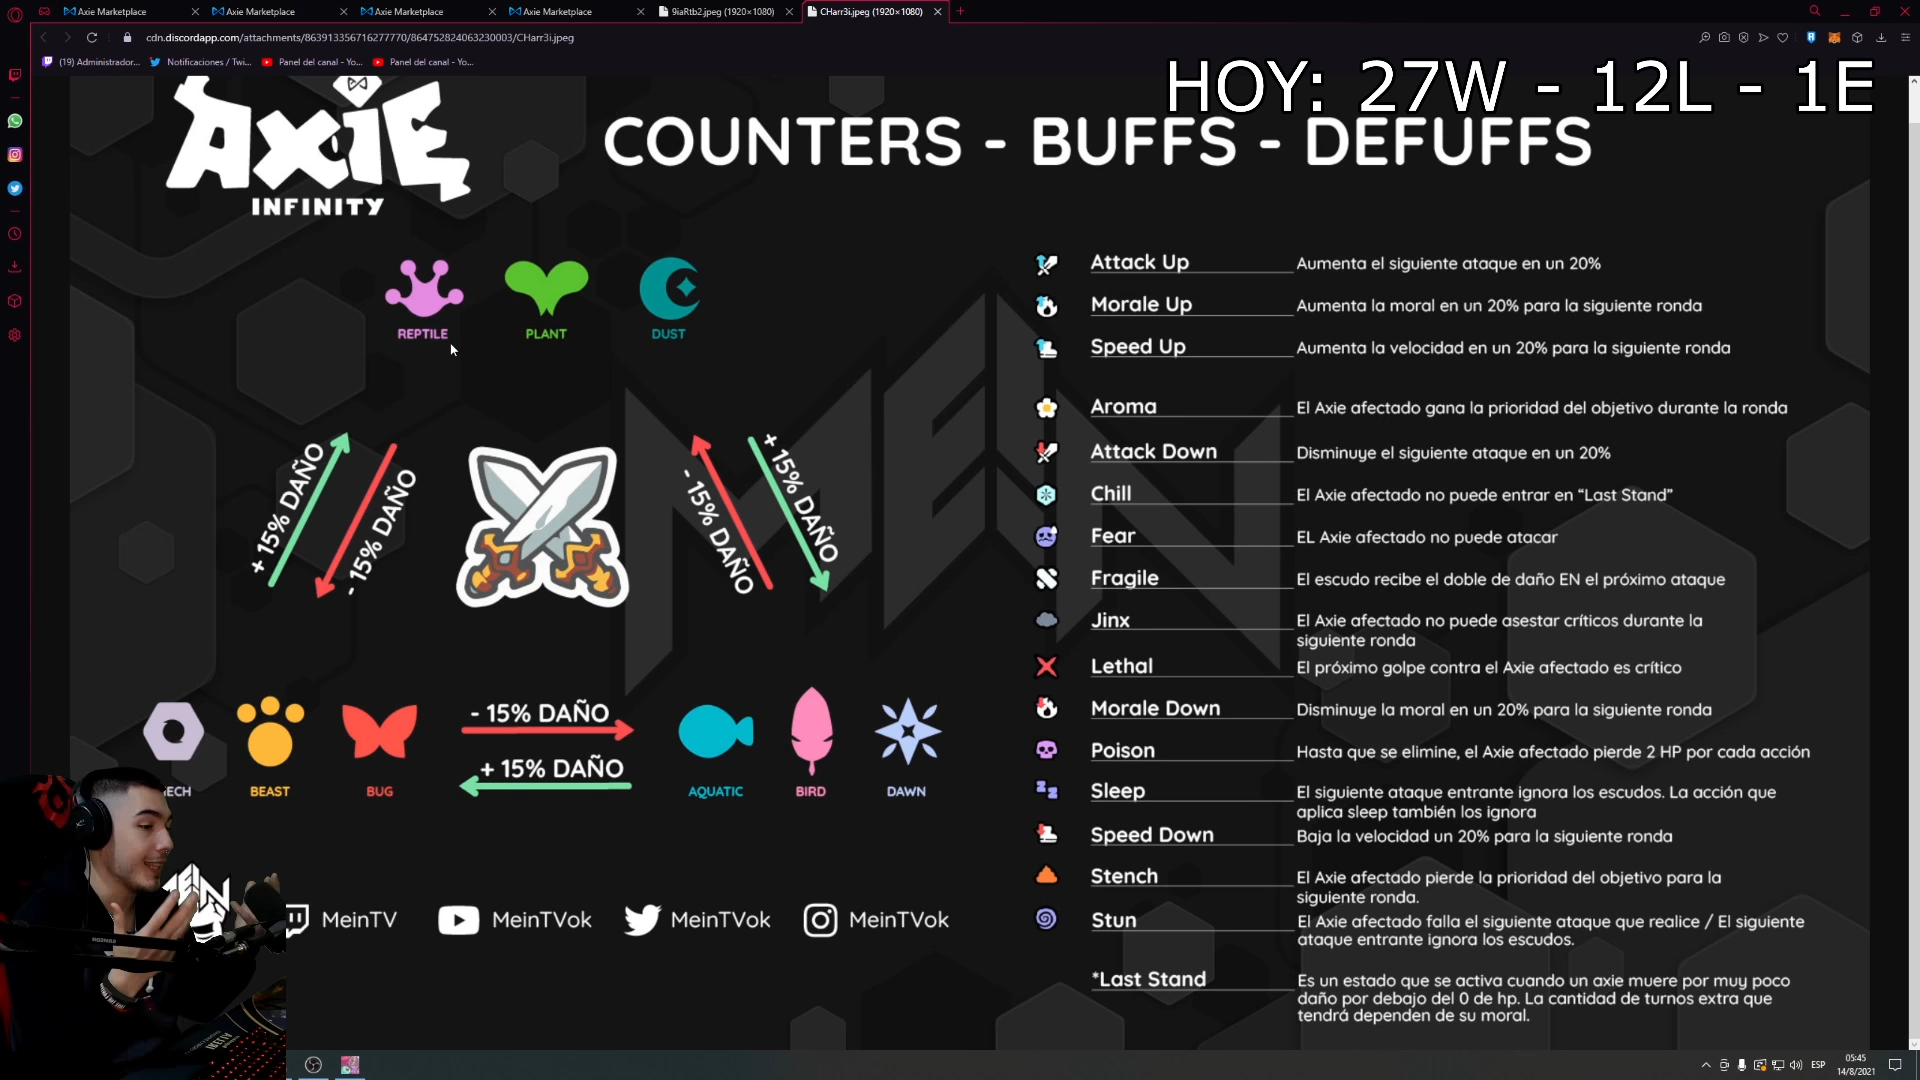 Axie Marketplace
Axie Marketplace
Axie Marketplace
Axie Marketplace
9iaRtb2.jpeg (1920×1080)
CHarr3i.jpeg (1920×1080)
cdn.discordapp.com/attachments/863913356716277770/864752824063230003/CHarr3i.jpeg
(19) Administrador...
Notificaciones / Twi...
Panel del canal - Yo...
Panel del canal - Yo...
HOY: 27W - 12L - 1E
AXIE
INFINITY
COUNTERS - BUFFS - DEFUFFS
REPTILE
PLANT
DUST
+ 15% DAÑO
- 15% DAÑO
- 15% DAÑO
+ 15% DAÑO
MEIN
ECH
BEAST
BUG
- 15% DAÑO
+ 15% DAÑO
AQUATIC
BIRD
DAWN
MeinTV
MeinTVok
MeinTVok
MeinTVok
Attack Up Aumenta el siguiente ataque en un 20%
Morale Up Aumenta la moral en un 20% para la siguiente ronda
Speed Up Aumenta la velocidad en un 20% para la siguiente ronda
Aroma El Axie afectado gana la prioridad del objetivo durante la ronda
Attack Down Disminuye el siguiente ataque en un 20%
Chill El Axie afectado no puede entrar en “Last Stand”
Fear EL Axie afectado no puede atacar
Fragile El escudo recibe el doble de daño EN el próximo ataque
Jinx El Axie afectado no puede asestar críticos durante la
siguiente ronda
Lethal El próximo golpe contra el Axie afectado es crítico
Morale Down Disminuye la moral en un 20% para la siguiente ronda
Poison Hasta que se elimine, el Axie afectado pierde 2 HP por cada acción
Sleep El siguiente ataque entrante ignora los escudos. La acción que
aplica sleep también los ignora
Speed Down Baja la velocidad un 20% para la siguiente ronda
Stench El Axie afectado pierde la prioridad del objetivo para la
siguiente ronda.
Stun El Axie afectado falla el siguiente ataque que realice / El siguiente
ataque entrante ignora los escudos.
*Last Stand Es un estado que se activa cuando un axie muere por muy poco
daño por debajo del 0 de hp. La cantidad de turnos extra que
tendrá dependen de su moral.
ESP
05:45
14/8/2021